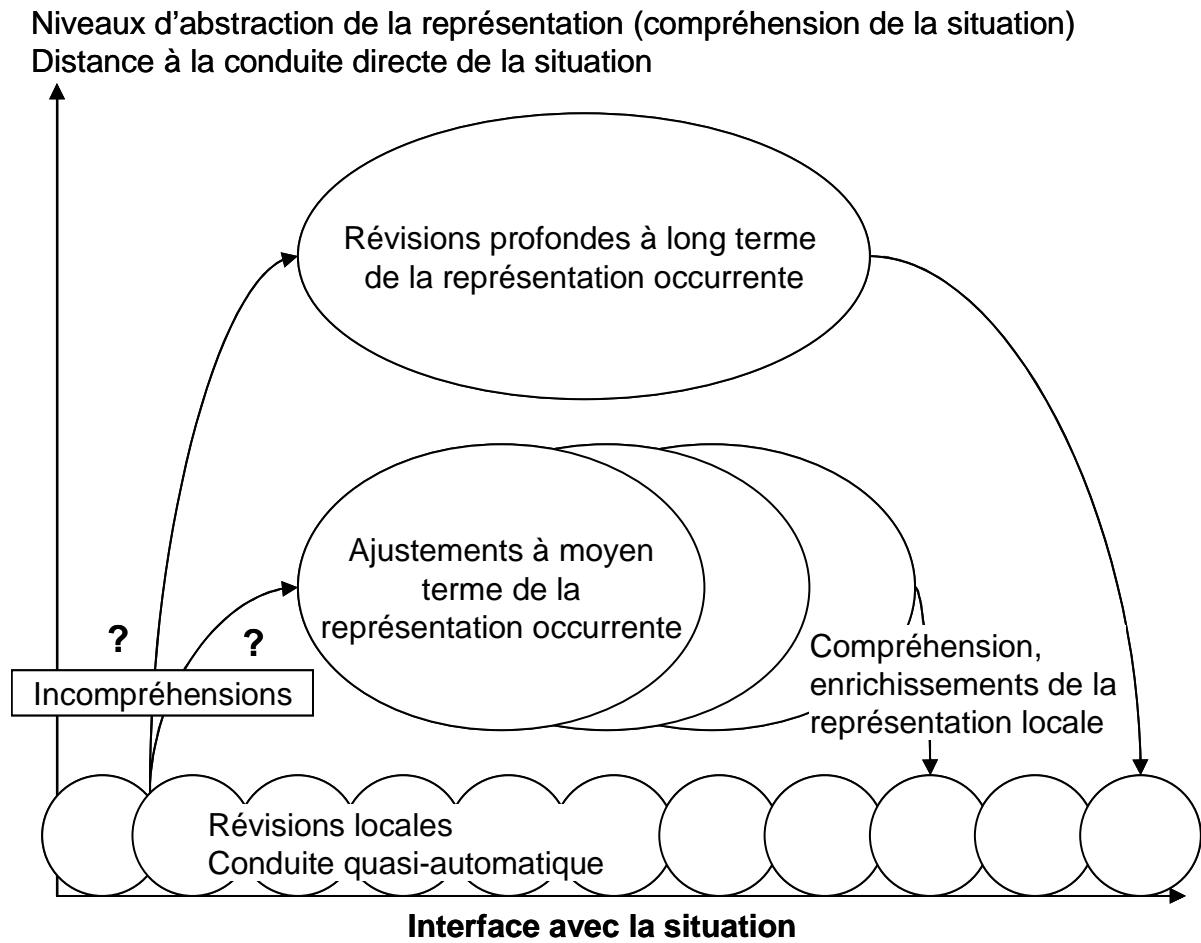 Niveaux d'abstraction de la représentation (compréhension de la situation)
Distance à la conduite directe de la situation
Révisions profondes à long terme
de la représentation occurrente
Ajustements à moyen
terme de la
représentation occurrente
?
?
Incompréhensions
Compréhension,
enrichissements de la
représentation locale
Révisions locales
Conduite quasi-automatique
Interface avec la situation